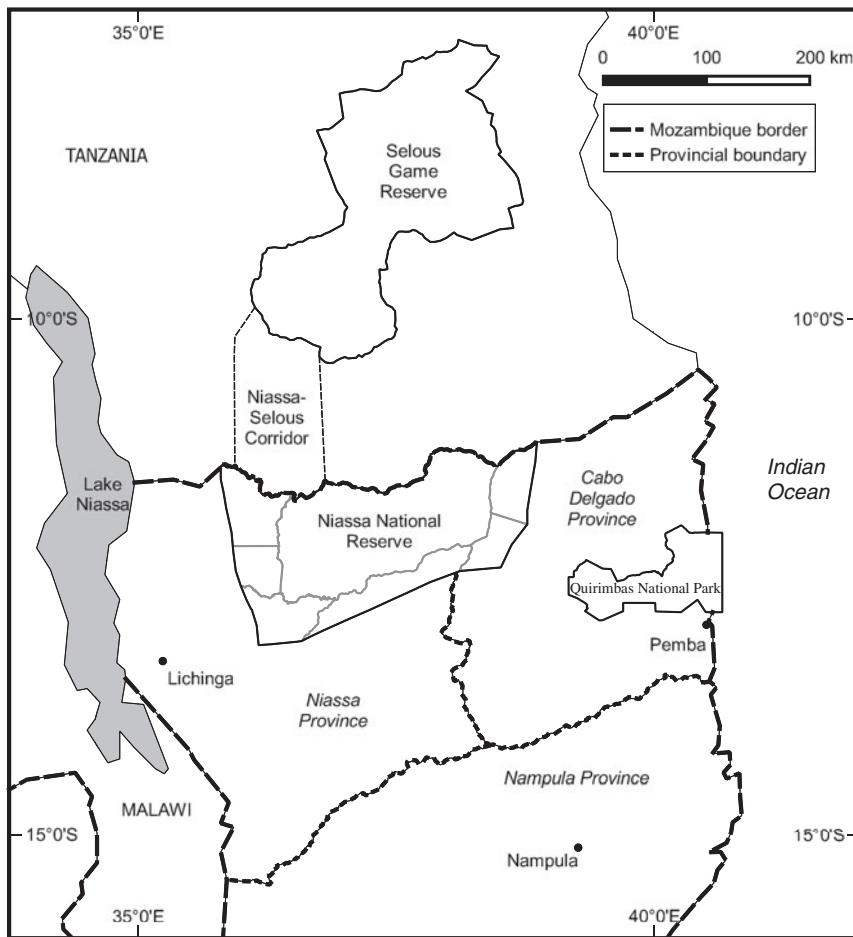 35°0'E
40°0'E
0 100 200 km
Mozambique border
Provincial boundary
TANZANIA
Selous
Game
Reserve
10°0'S
10°0'S
Niassa-
Selous
Corridor
Lake
Niassa
Niassa National
Reserve
Cabo
Delgado
Province
Indian
Ocean
Quirimbas National Park
Pemba
Lichinga
Niassa
Province
Nampula Province
MALAWI
15°0'S
15°0'S
Nampula
35°0'E
40°0'E